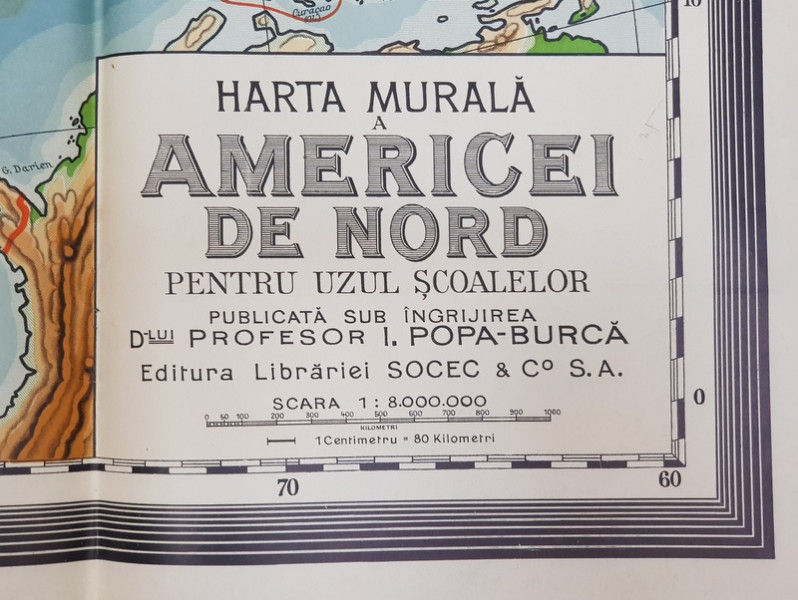 Curaçao
10
G. Darien
HARTA MURALĂ
A
AMERICEI
DE NORD
PENTRU UZUL ȘCOALELOR
PUBLICATĂ SUB ÎNGRIJIREA
D-LUI PROFESOR I. POPA-BURCĂ
Editura Librăriei SOCEC & Co S.A.
SCARA 1 : 8.000.000
0 50 100 200 300 400 500 600 700 800 900 1000
KILOMETRI
1 Centimetru = 80 Kilometri
0
70
60